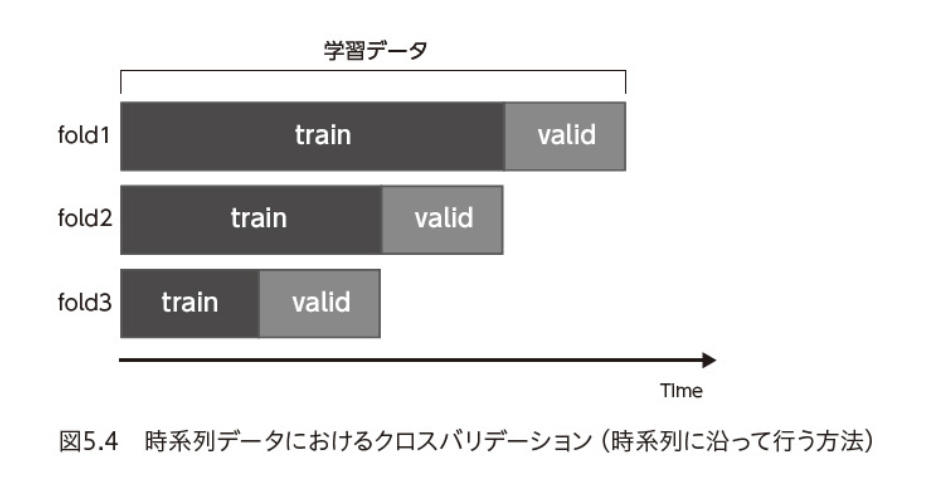 学習データ
fold1 train valid
fold2 train valid
fold3 train valid
TIme
図5.4 時系列データにおけるクロスバリデーション（時系列に沿って行う方法）